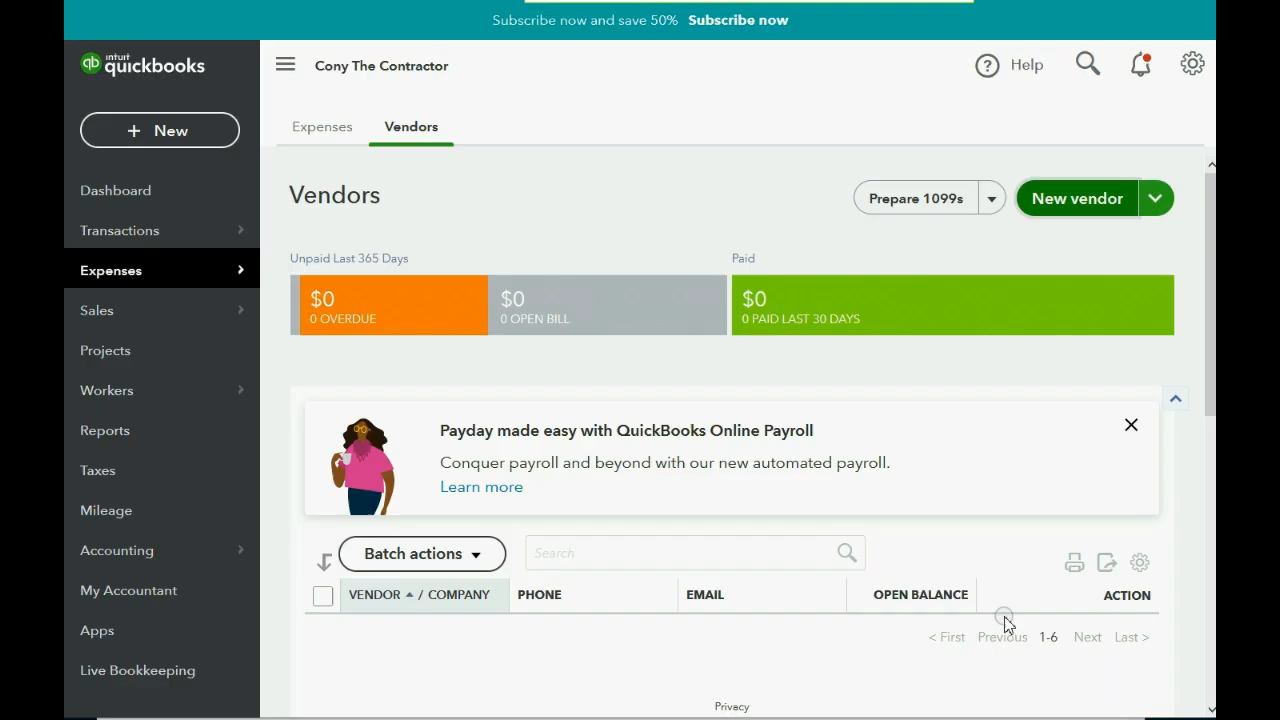 Subscribe now and save 50% Subscribe now
intuit
quickbooks
Cony The Contractor
Help
+ New
Expenses
Vendors
Dashboard
Transactions
Expenses
Sales
Projects
Workers
Reports
Taxes
Mileage
Accounting
My Accountant
Apps
Live Bookkeeping
Vendors
Prepare 1099s
New vendor
Unpaid Last 365 Days
Paid
$0
0 OVERDUE
$0
0 OPEN BILL
$0
0 PAID LAST 30 DAYS
Payday made easy with QuickBooks Online Payroll
Conquer payroll and beyond with our new automated payroll.
Learn more
Batch actions
Search
VENDOR / COMPANY PHONE EMAIL OPEN BALANCE ACTION
< First Previous 1-6 Next Last >
Privacy